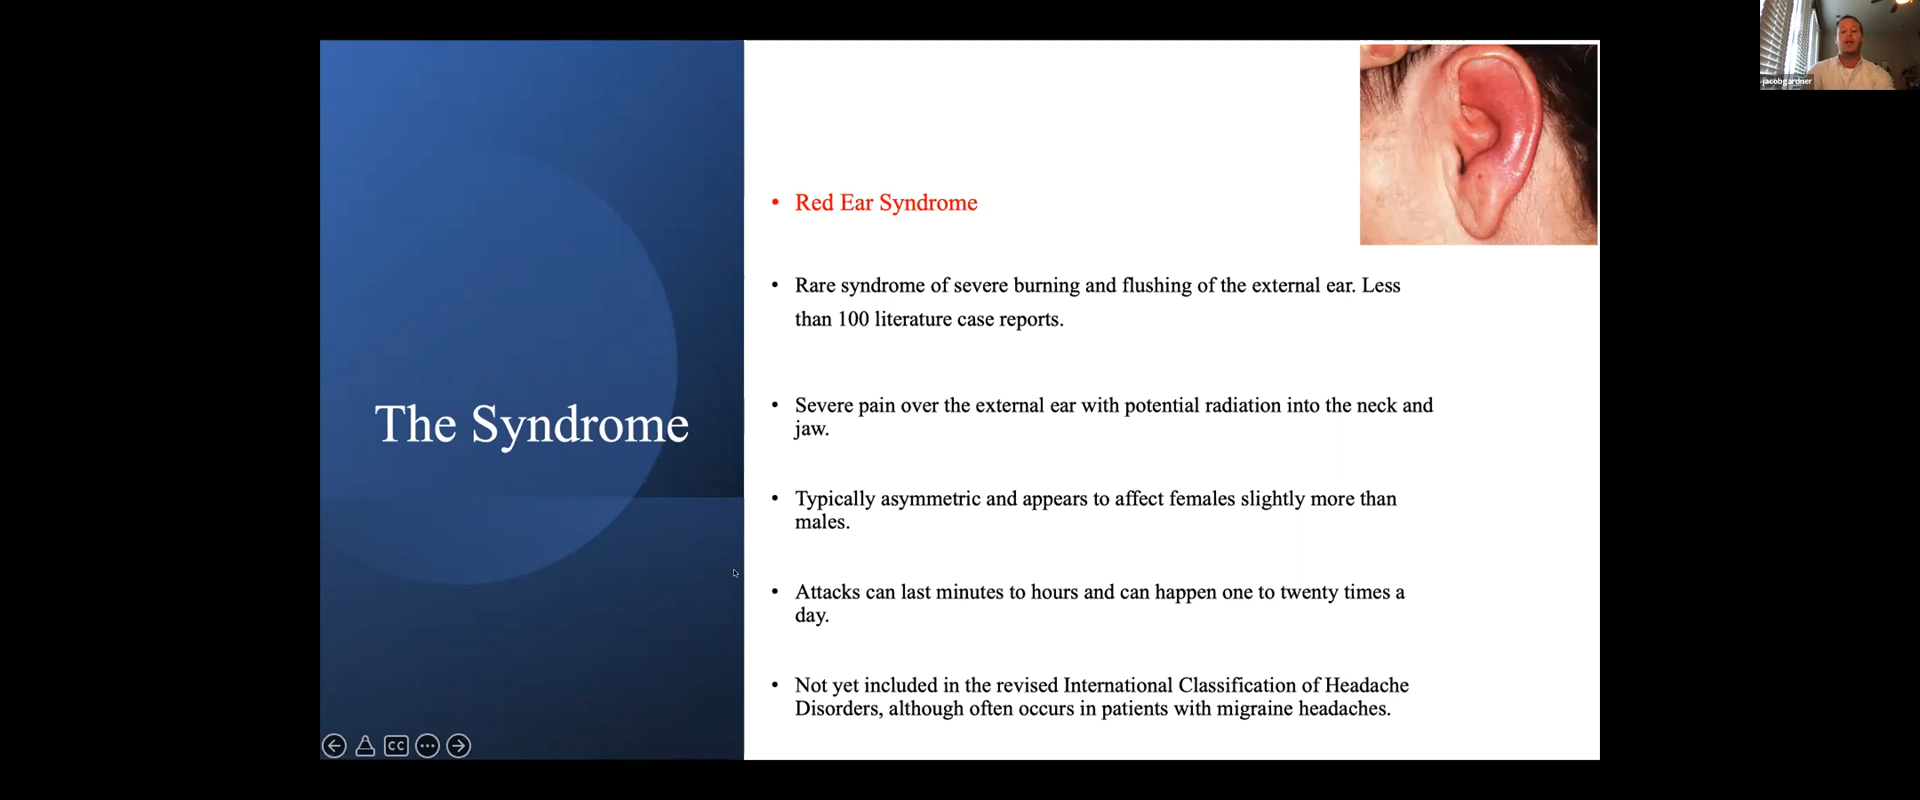 jacobgardner
The Syndrome
• Red Ear Syndrome
• Rare syndrome of severe burning and flushing of the external ear. Less
than 100 literature case reports.
• Severe pain over the external ear with potential radiation into the neck and
jaw.
• Typically asymmetric and appears to affect females slightly more than
males.
• Attacks can last minutes to hours and can happen one to twenty times a
day.
• Not yet included in the revised International Classification of Headache
Disorders, although often occurs in patients with migraine headaches.
CC